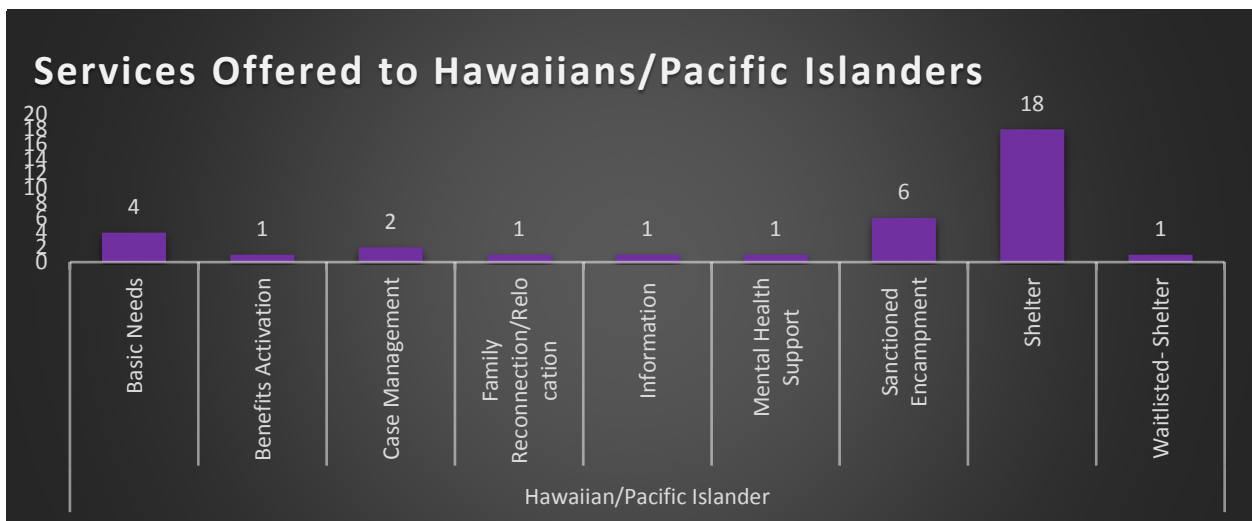 Services Offered to Hawaiians/Pacific Islanders
20
18
16
14
12
10
8
6
4
2
0
4
1
2
1
1
1
6
18
1
Basic Needs
Benefits Activation
Case Management
Family
Reconnection/Relo
cation
Information
Mental Health
Support
Sanctioned
Encampment
Shelter
Waitlisted- Shelter
Hawaiian/Pacific Islander